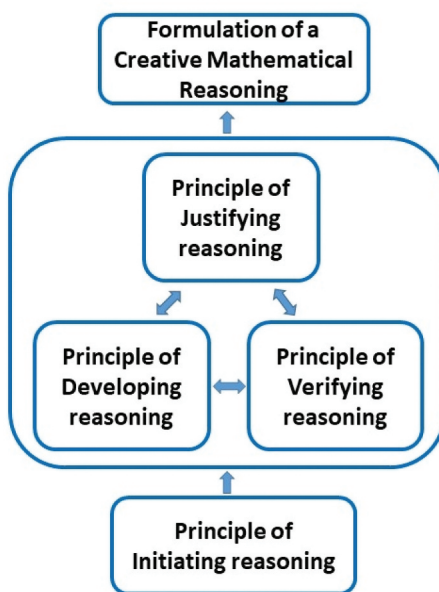 Formulation of a
Creative Mathematical
Reasoning
Principle of
Justifying
reasoning
Principle of
Developing
reasoning
Principle of
Verifying
reasoning
Principle of
Initiating reasoning